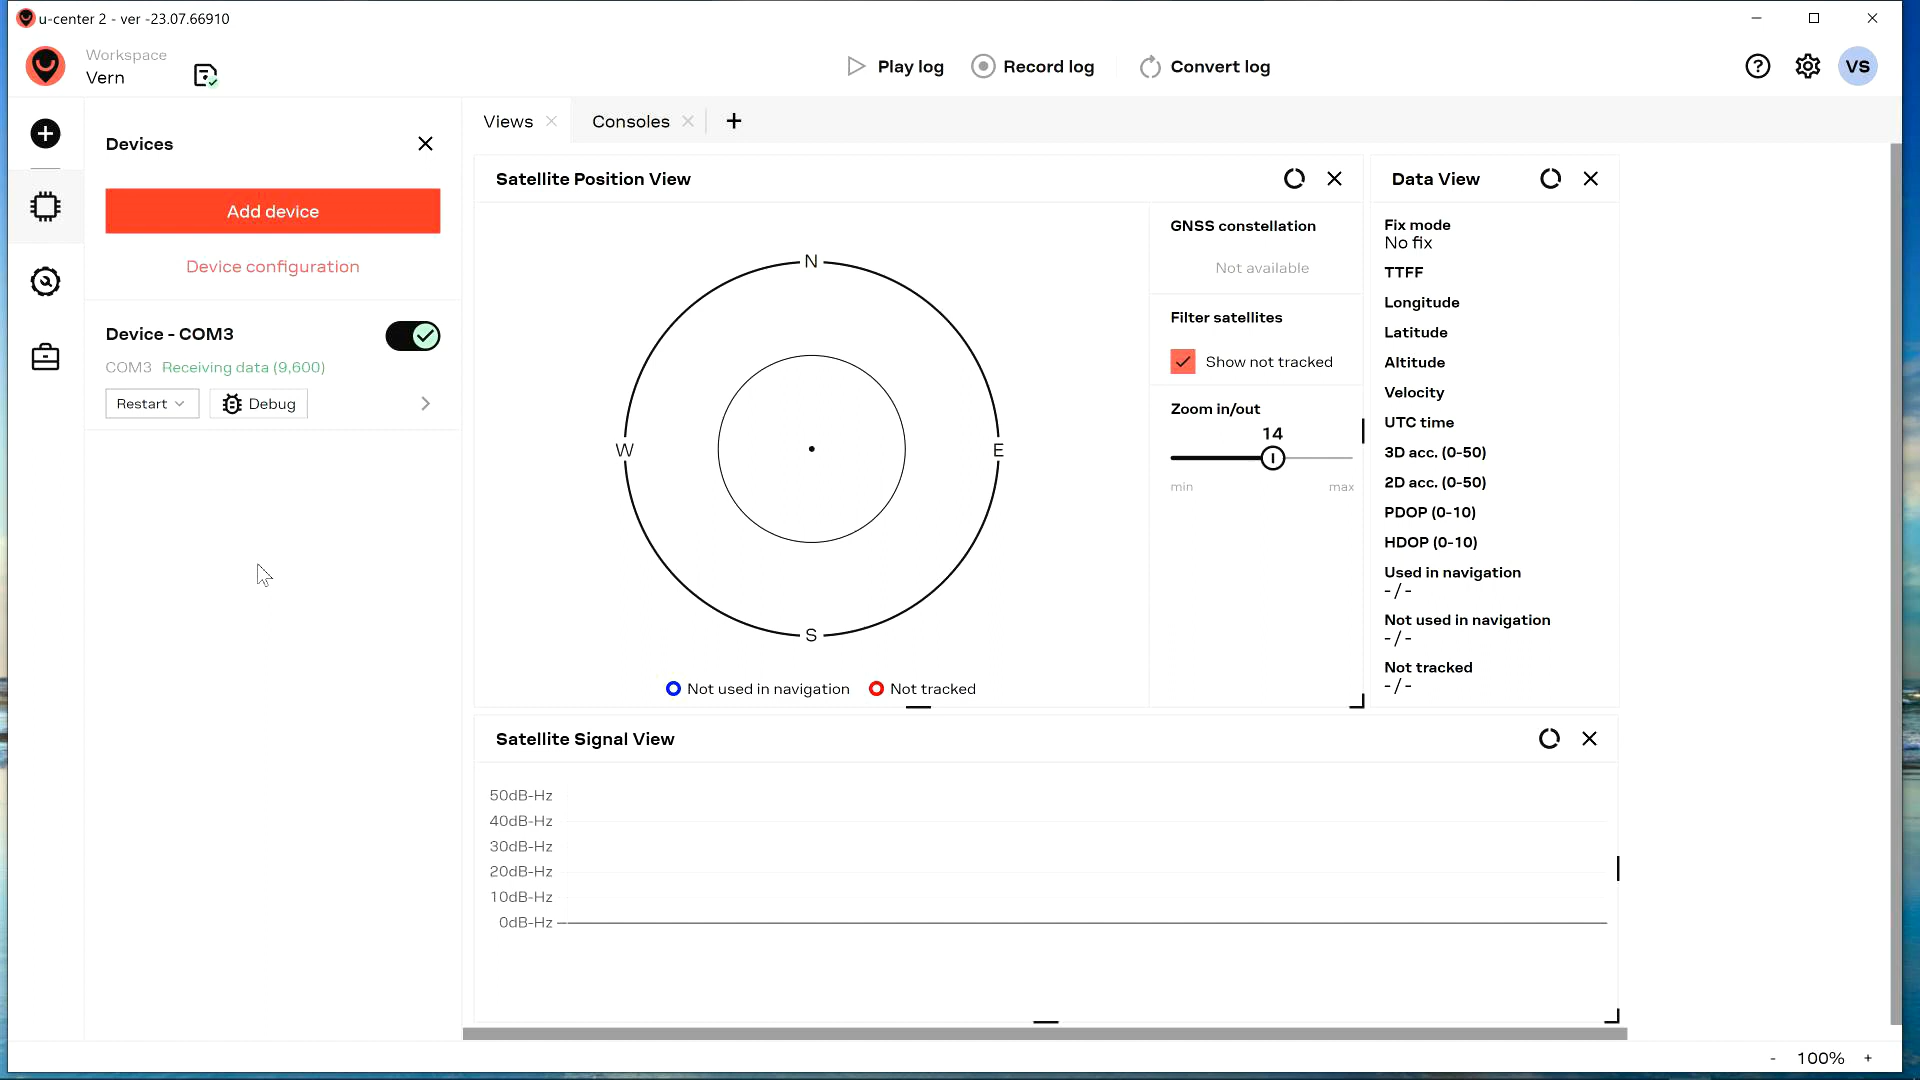 u-center 2 - ver -23.07.66910
Workspace
Vern
Play log
Record log
Convert log
VS
Devices
Add device
Device configuration
Device - COM3
COM3 Receiving data (9,600)
Restart
Debug
Views
Consoles
Satellite Position View
N
W
E
S
Not used in navigation
Not tracked
GNSS constellation
Not available
Filter satellites
Show not tracked
Zoom in/out
14
min
max
Data View
Fix mode
No fix
TTFF
Longitude
Latitude
Altitude
Velocity
UTC time
3D acc. (0-50)
2D acc. (0-50)
PDOP (0-10)
HDOP (0-10)
Used in navigation
-/-
Not used in navigation
-/-
Not tracked
-/-
Satellite Signal View
50dB-Hz
40dB-Hz
30dB-Hz
20dB-Hz
10dB-Hz
0dB-Hz
- 100% +